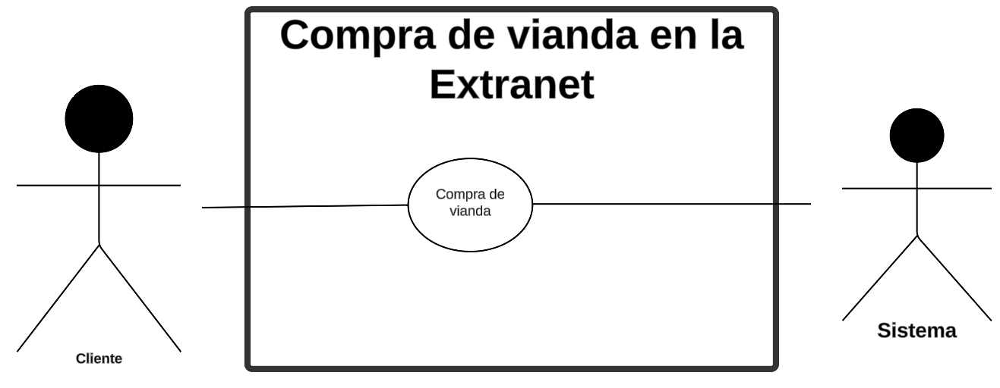 Compra de vianda en la
Extranet
Compra de
vianda
Cliente
Sistema